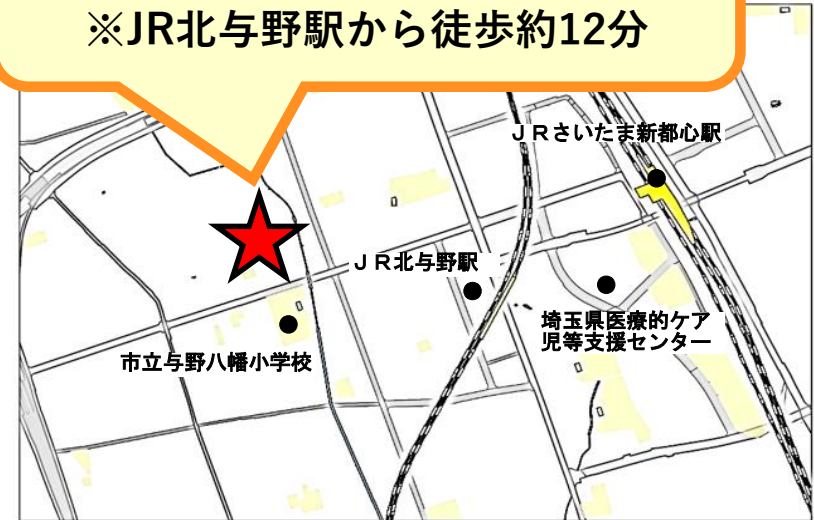 ※JR北与野駅から徒歩約12分
ＪＲさいたま新都心駅
ＪＲ北与野駅
埼玉県医療的ケア
児等支援センター
市立与野八幡小学校